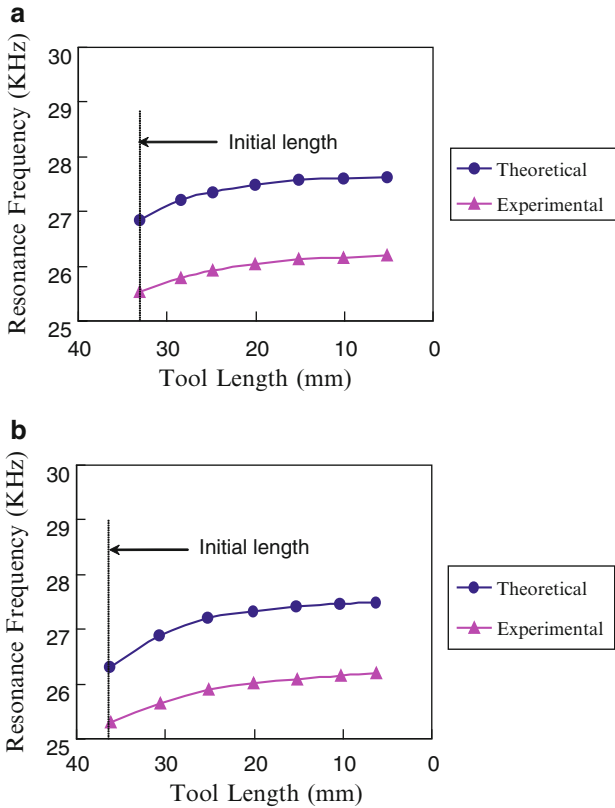 a
Resonance Frequency (KHz)
30
29
28
27
26
25
Initial length
40
30
20
10
0
Tool Length (mm)
Theoretical
Experimental
b
Resonance Frequency (KHz)
30
29
28
27
26
25
Initial length
40
30
20
10
0
Tool Length (mm)
Theoretical
Experimental